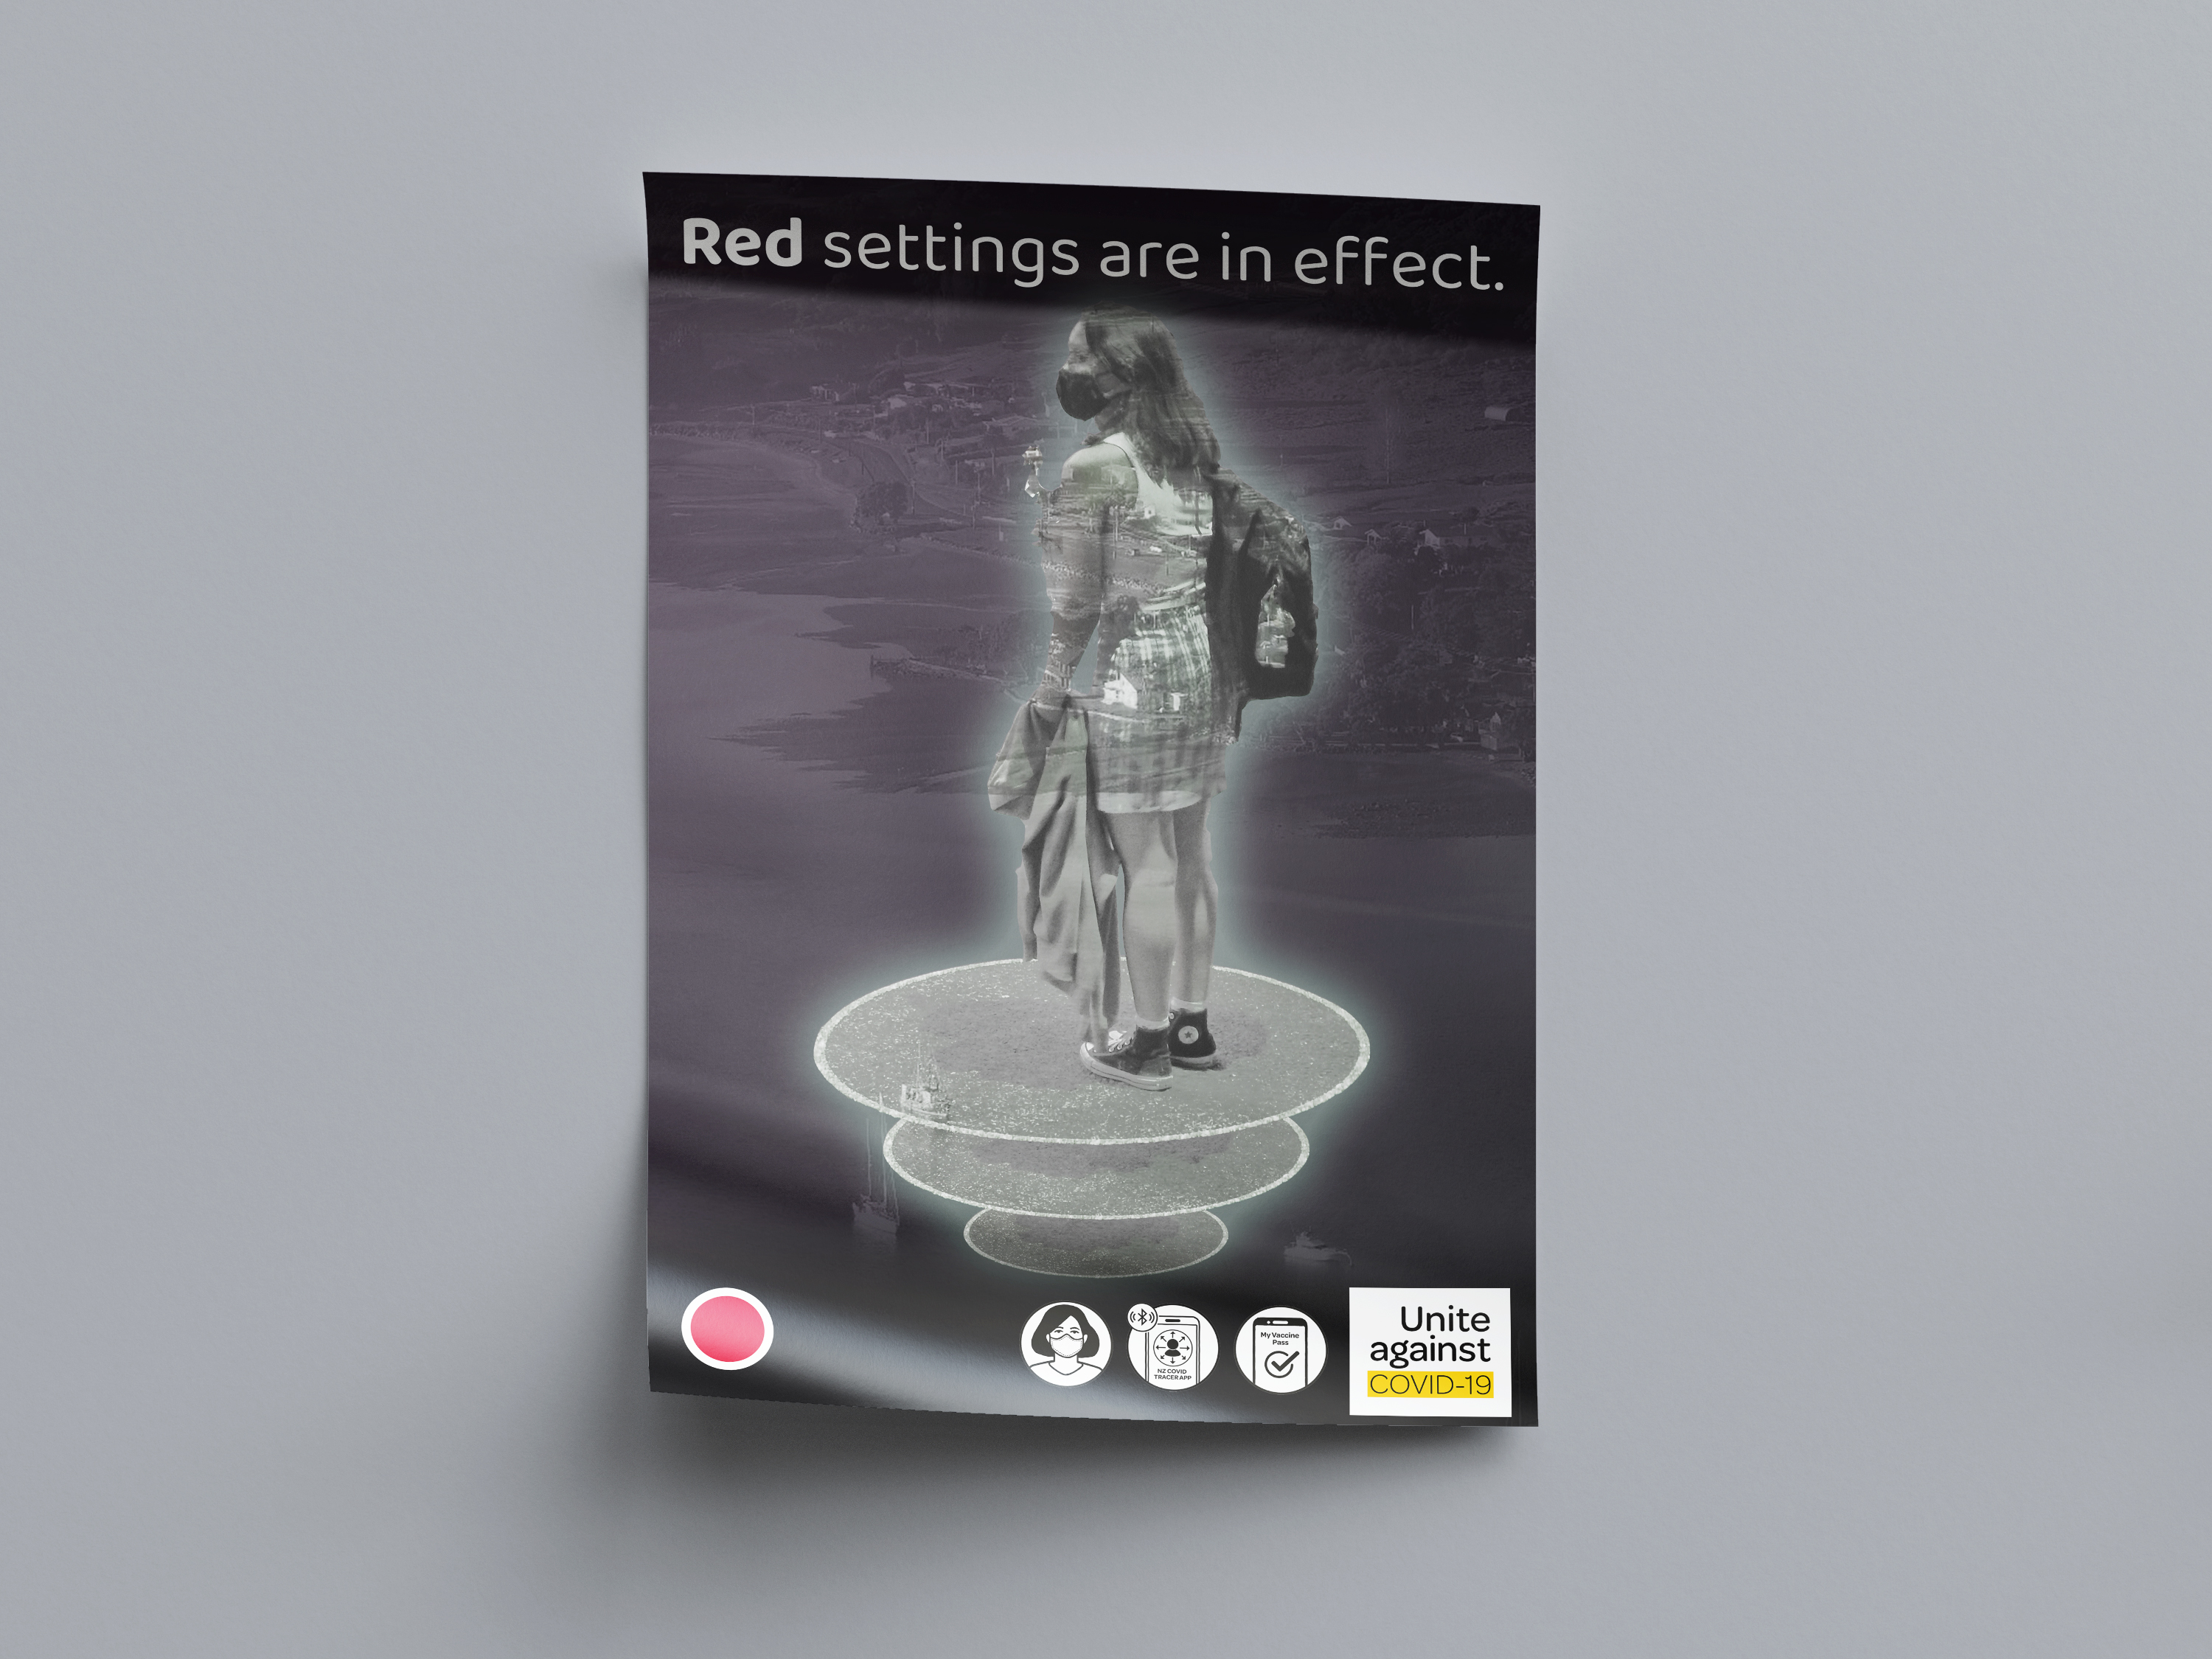 Red settings are in effect.
My Vaccine
Pass
NZ COVID
TRACER APP
Unite
against
COVID-19